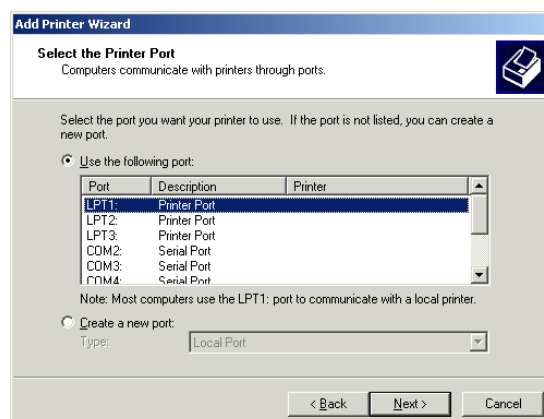 Add Printer Wizard
Select the Printer Port
Computers communicate with printers through ports.
Select the port you want your printer to use. If the port is not listed, you can create a
new port.
Use the following port:
Port Description Printer
LPT1: Printer Port
LPT2: Printer Port
LPT3: Printer Port
COM2: Serial Port
COM3: Serial Port
COM4: Serial Port
Note: Most computers use the LPT1: port to communicate with a local printer.
Create a new port:
Type: Local Port
< Back Next > Cancel